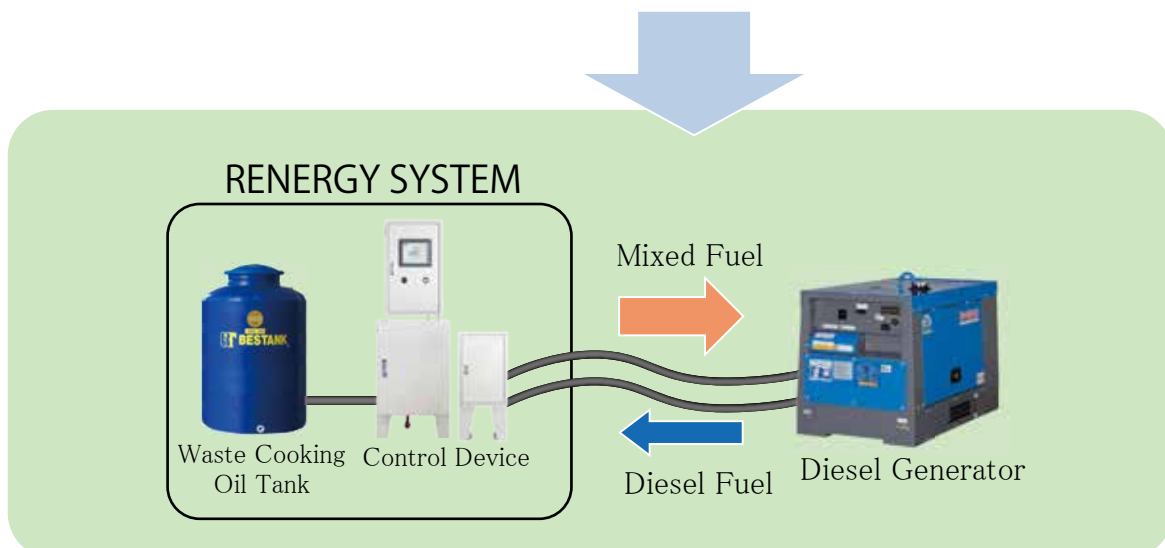 RENERGY SYSTEM
Mixed Fuel
BESTANK
Waste Cooking
Oil Tank
Control Device
Diesel Fuel
Diesel Generator